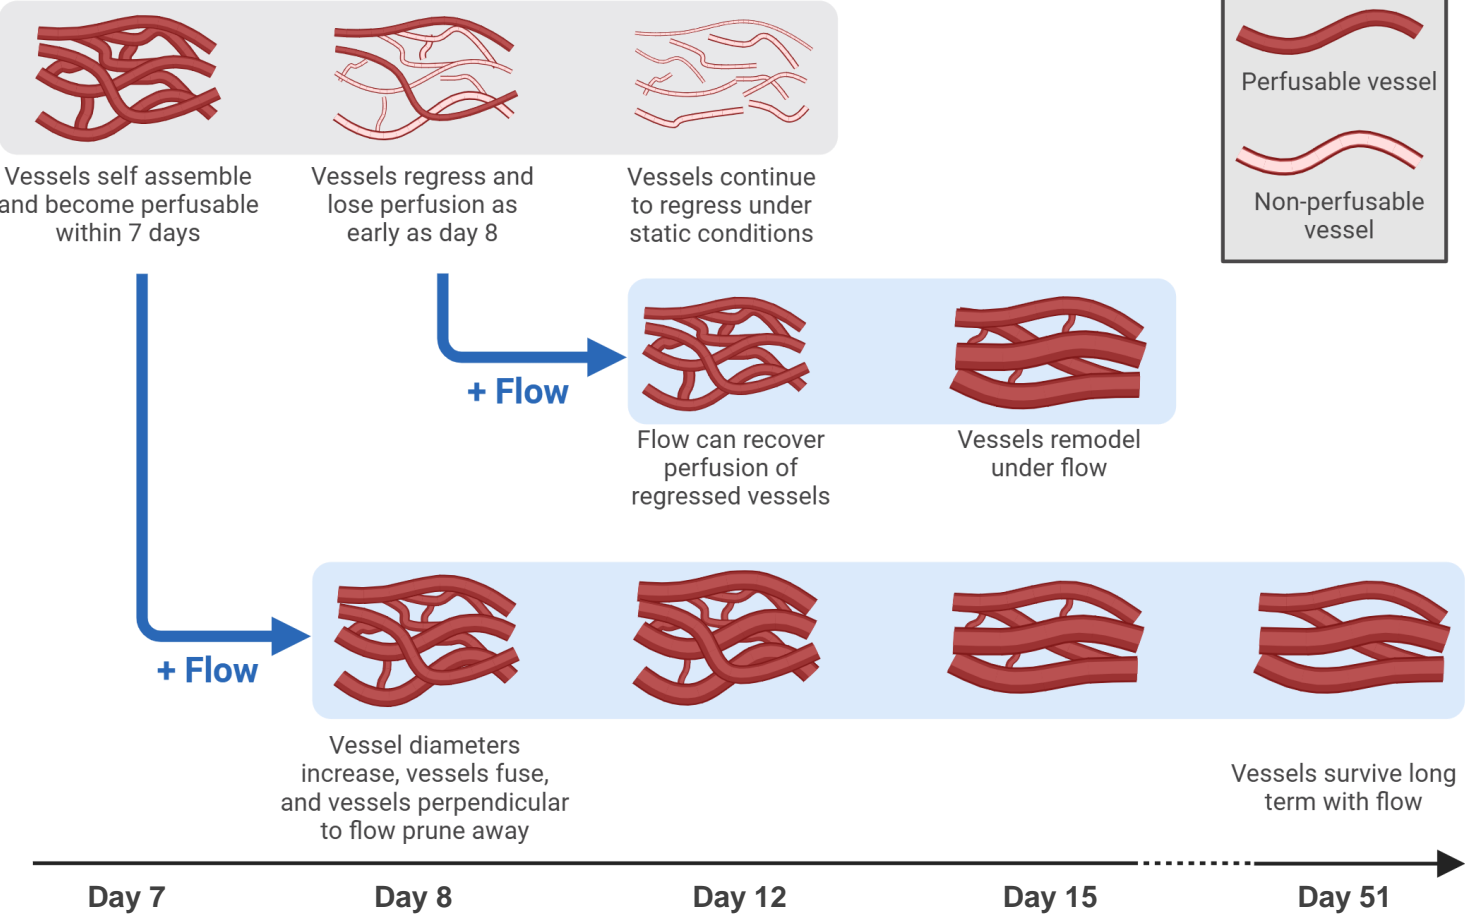 Vessels self assemble
and become perfusable
within 7 days
Vessels regress and
lose perfusion as
early as day 8
Vessels continue
to regress under
static conditions
Perfusable vessel
Non-perfusable
vessel
+ Flow
Flow can recover
perfusion of
regressed vessels
Vessels remodel
under flow
+ Flow
Vessel diameters
increase, vessels fuse,
and vessels perpendicular
to flow prune away
Vessels survive long
term with flow
Day 7
Day 8
Day 12
Day 15
Day 51